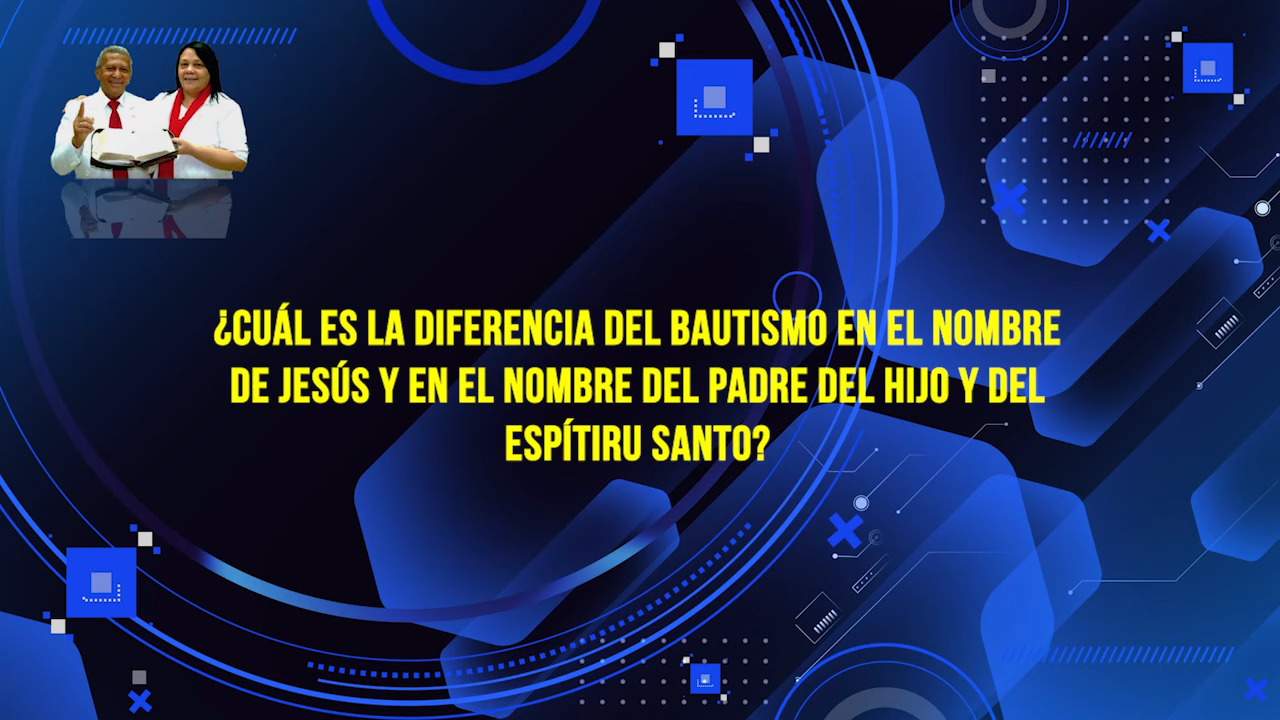 ¿CUÁL ES LA DIFERENCIA DEL BAUTISMO EN EL NOMBRE
DE JESÚS Y EN EL NOMBRE DEL PADRE DEL HIJO Y DEL
ESPÍTIRU SANTO?